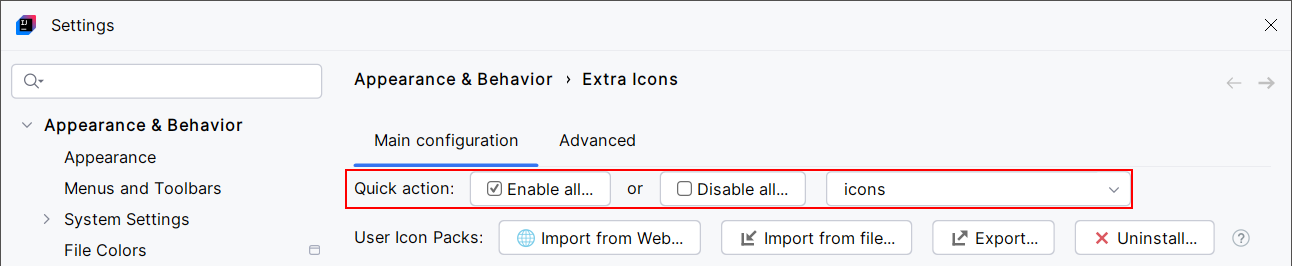 Settings
Appearance & Behavior › Extra Icons
Appearance & Behavior
Appearance
Menus and Toolbars
System Settings
File Colors
Main configuration Advanced
Quick action: Enable all... or Disable all... icons
User Icon Packs: Import from Web... Import from file... Export... Uninstall... ?